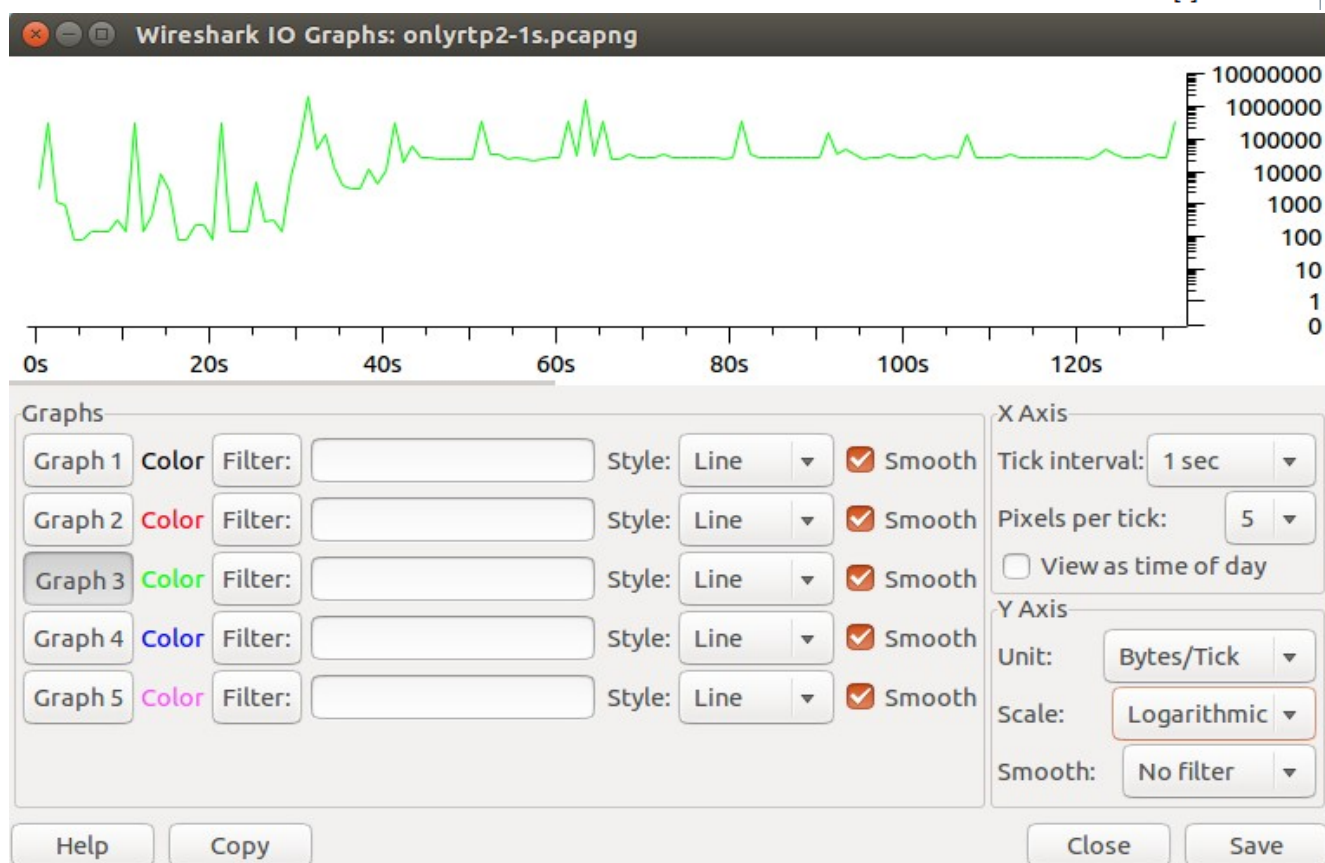 Wireshark IO Graphs: onlyrtp2-1s.pcapng
10000000
1000000
100000
10000
1000
100
10
1
0
0s 20s 40s 60s 80s 100s 120s
Graphs
Graph 1 Color Filter: Style: Line Smooth
Graph 2 Color Filter: Style: Line Smooth
Graph 3 Color Filter: Style: Line Smooth
Graph 4 Color Filter: Style: Line Smooth
Graph 5 Color Filter: Style: Line Smooth
X Axis
Tick interval: 1 sec
Pixels per tick: 5
View as time of day
Y Axis
Unit: Bytes/Tick
Scale: Logarithmic
Smooth: No filter
Help Copy Close Save